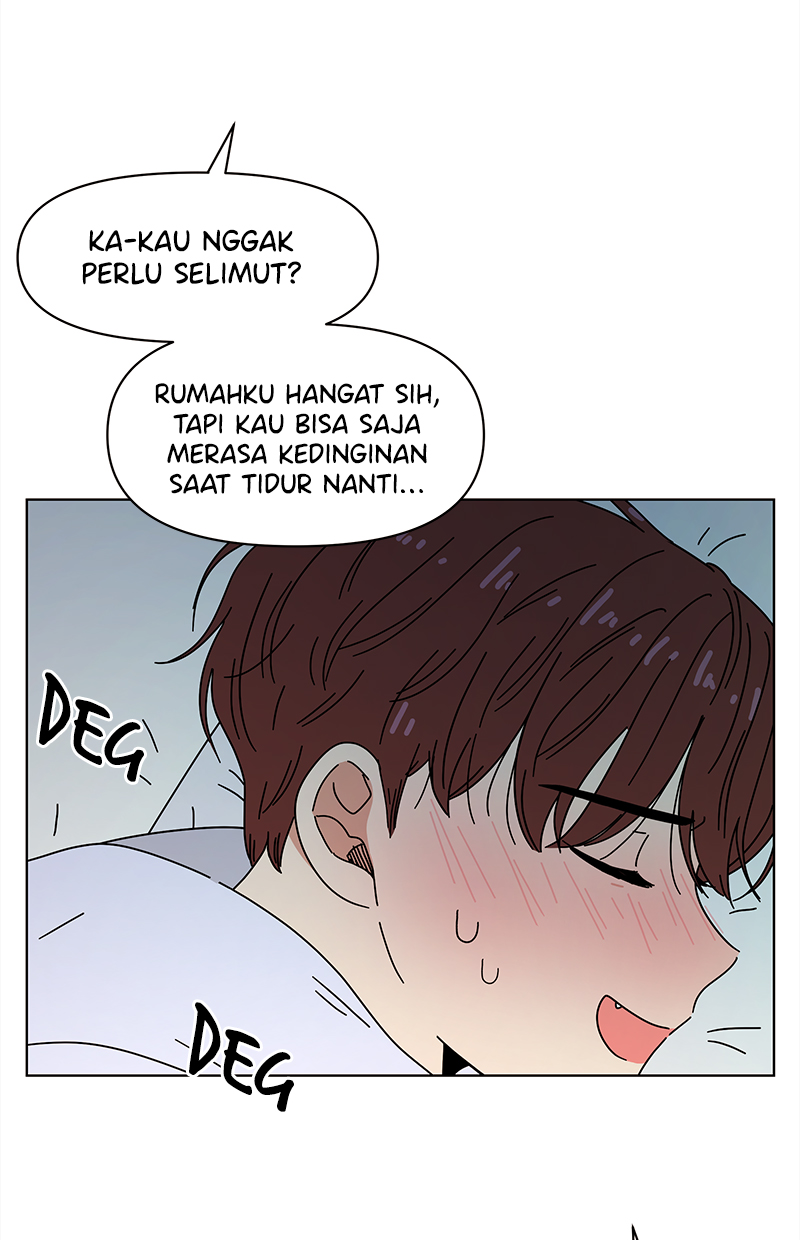 KA-KAU NGGAK
PERLU SELIMUT?
RUMAHKU HANGAT SIH,
TAPI KAU BISA SAJA
MERASA KEDINGINAN
SAAT TIDUR NANTI...
DEG
DEG